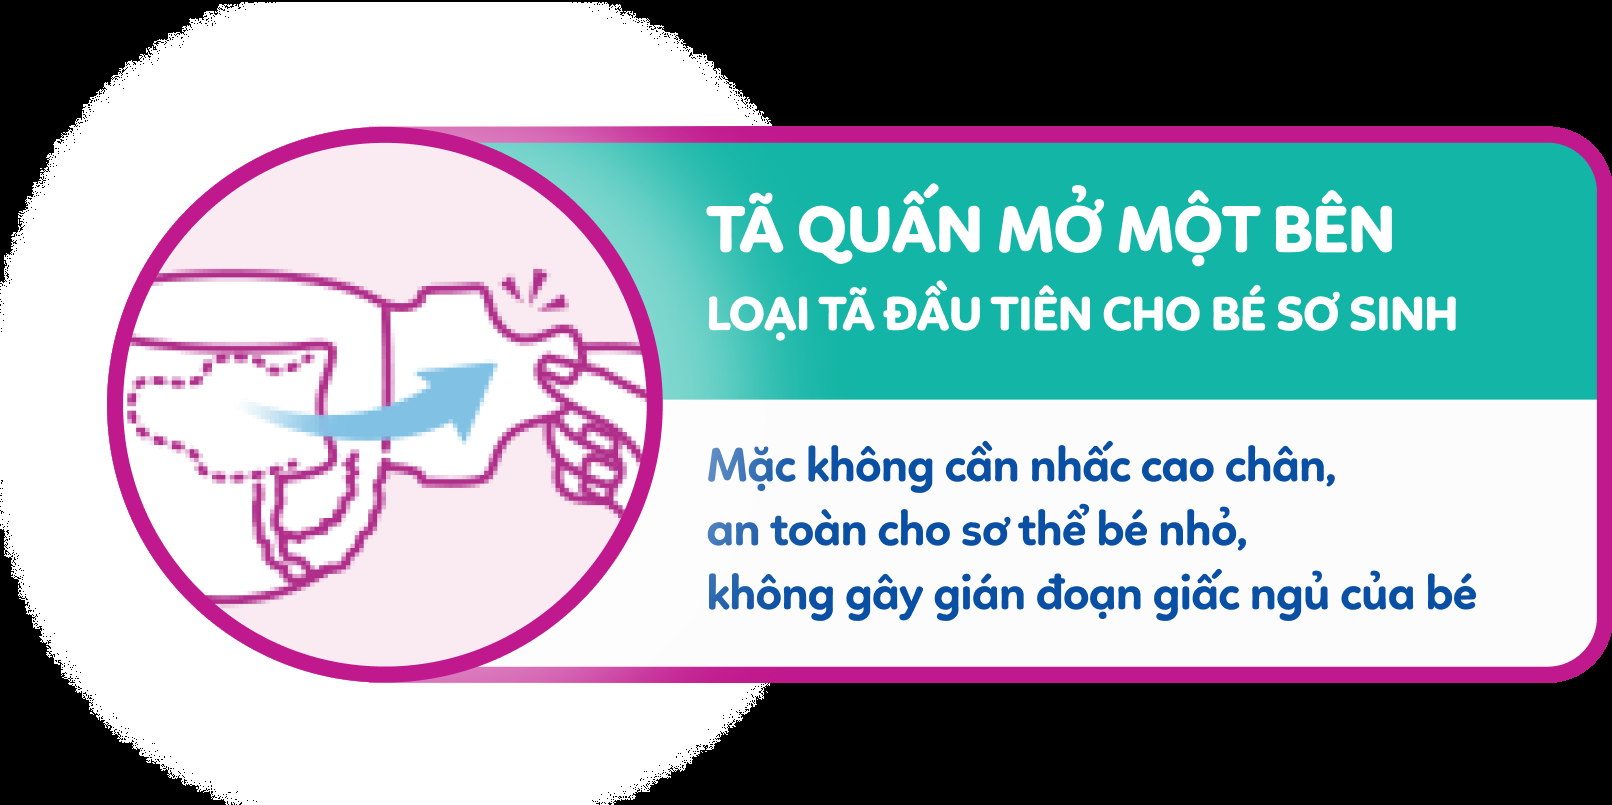 TÃ QUẤN MỞ MỘT BÊN
LOẠI TÃ ĐẦU TIÊN CHO BÉ SƠ SINH
Mặc không cần nhấc cao chân,
an toàn cho sơ thể bé nhỏ,
không gây gián đoạn giấc ngủ của bé